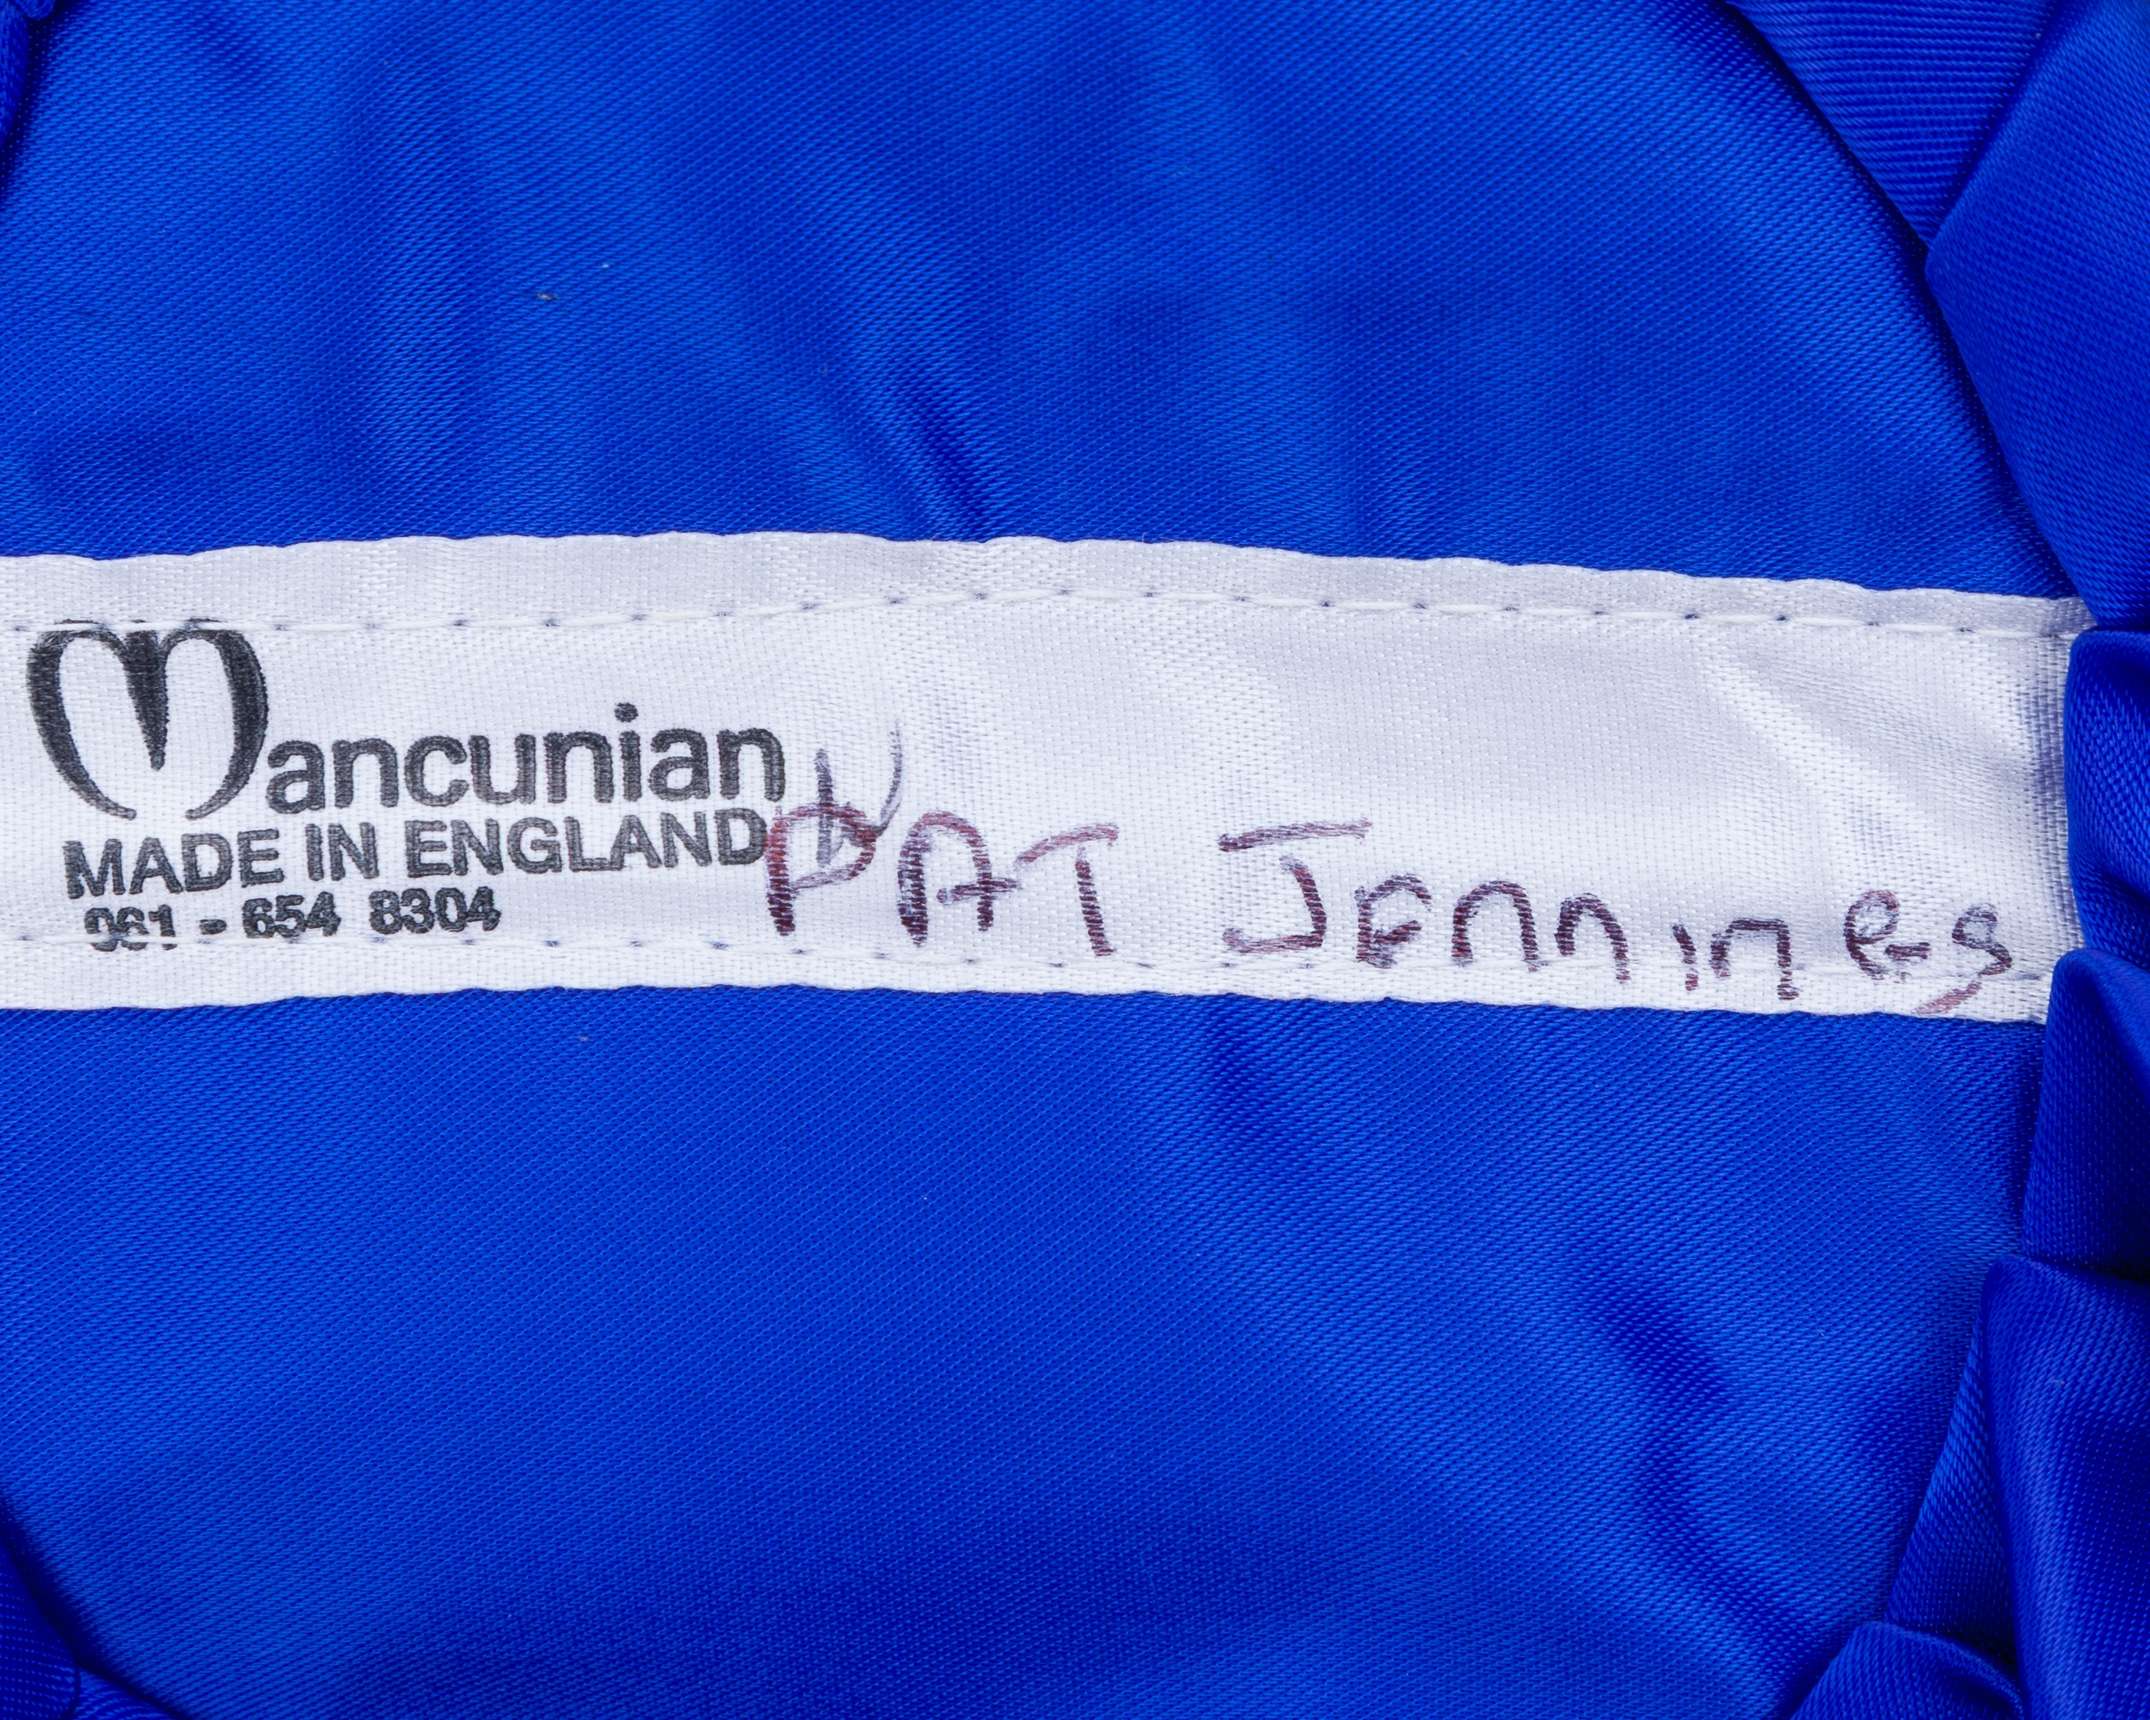 Mancunian
MADE IN ENGLAND
061 - 654 8304
PAT Jennings